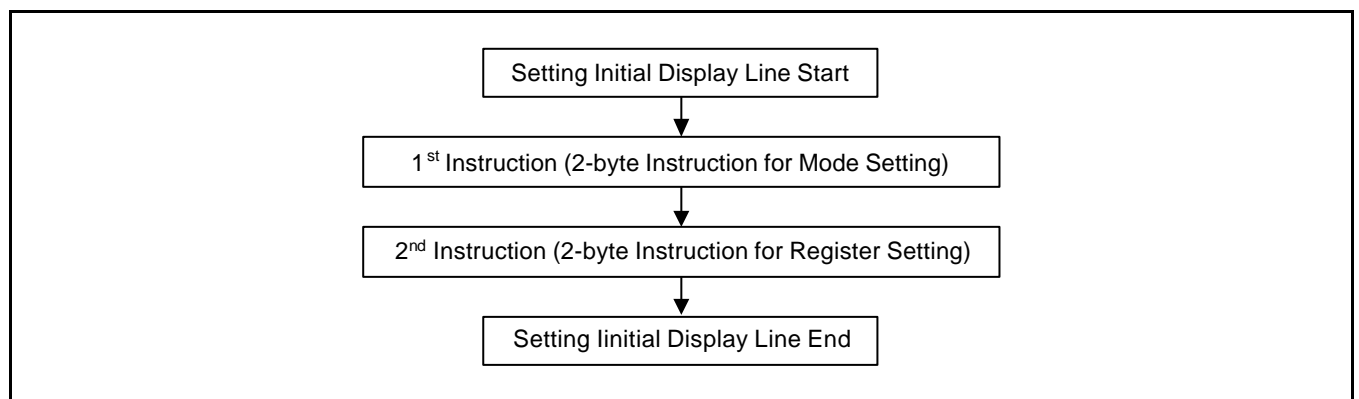 Setting Initial Display Line Start
1st Instruction (2-byte Instruction for Mode Setting)
2nd Instruction (2-byte Instruction for Register Setting)
Setting Iinitial Display Line End